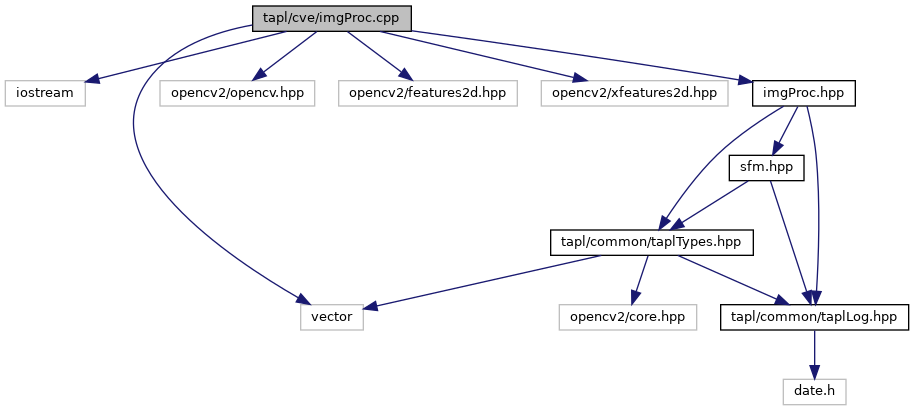 tapl/cve/imgProc.cpp
iostream
opencv2/opencv.hpp
opencv2/features2d.hpp
opencv2/xfeatures2d.hpp
imgProc.hpp
sfm.hpp
tapl/common/taplTypes.hpp
vector
opencv2/core.hpp
tapl/common/taplLog.hpp
date.h